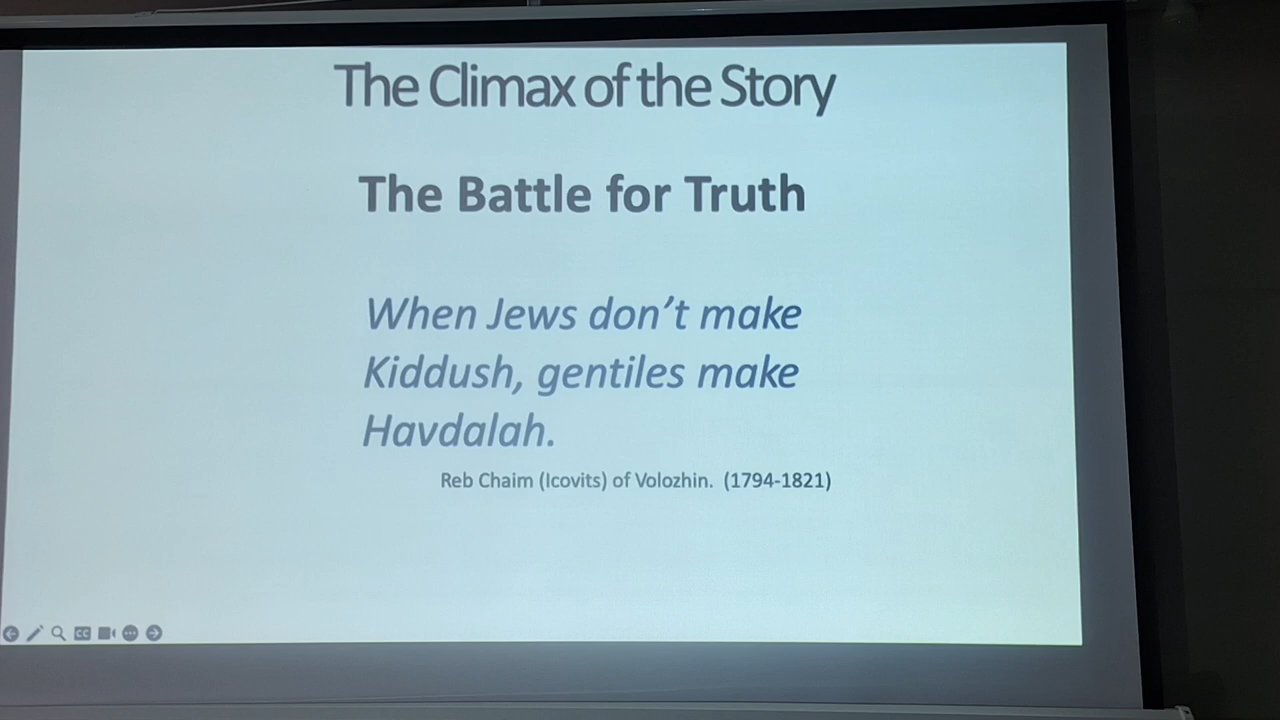 The Climax of the Story
The Battle for Truth
When Jews don't make
Kiddush, gentiles make
Havdalah.
Reb Chaim (Icovits) of Volozhin. (1794-1821)
CC